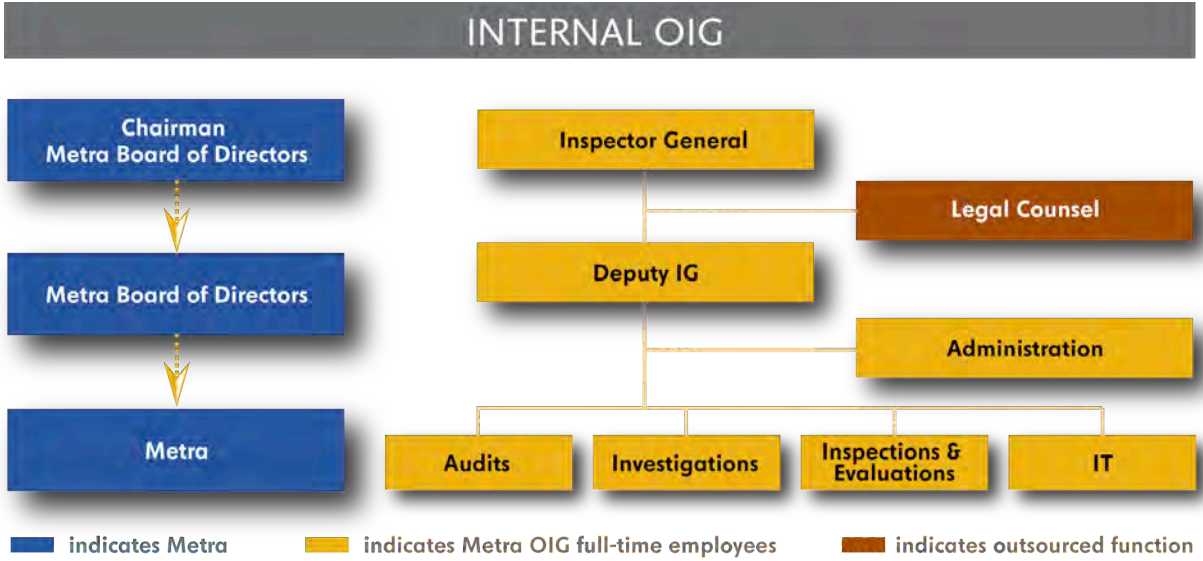 INTERNAL OIG
Chairman
Metra Board of Directors
Metra Board of Directors
Metra
Inspector General
Legal Counsel
Deputy IG
Administration
Audits
Investigations
Inspections &
Evaluations
IT
indicates Metra
indicates Metra OIG full-time employees
indicates outsourced function